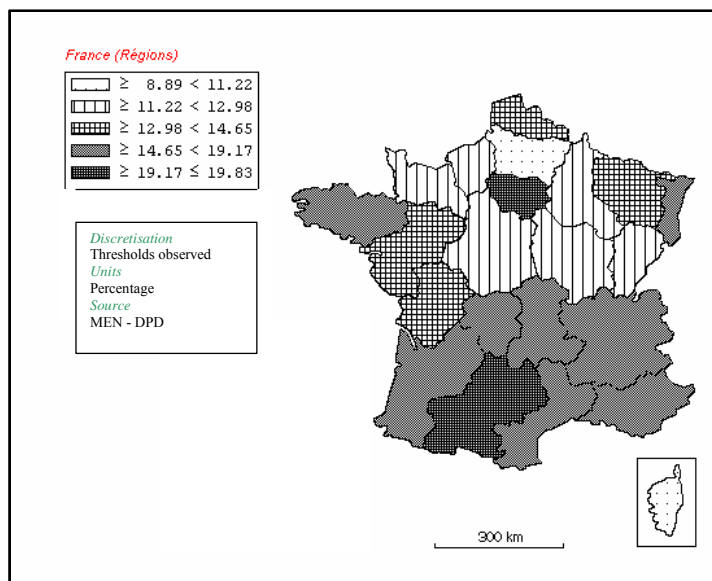 France (Régions)
≥ 8.89 < 11.22
≥ 11.22 < 12.98
≥ 12.98 < 14.65
≥ 14.65 < 19.17
≥ 19.17 ≤ 19.83
Discretisation
Thresholds observed
Units
Percentage
Source
MEN - DPD
300 km